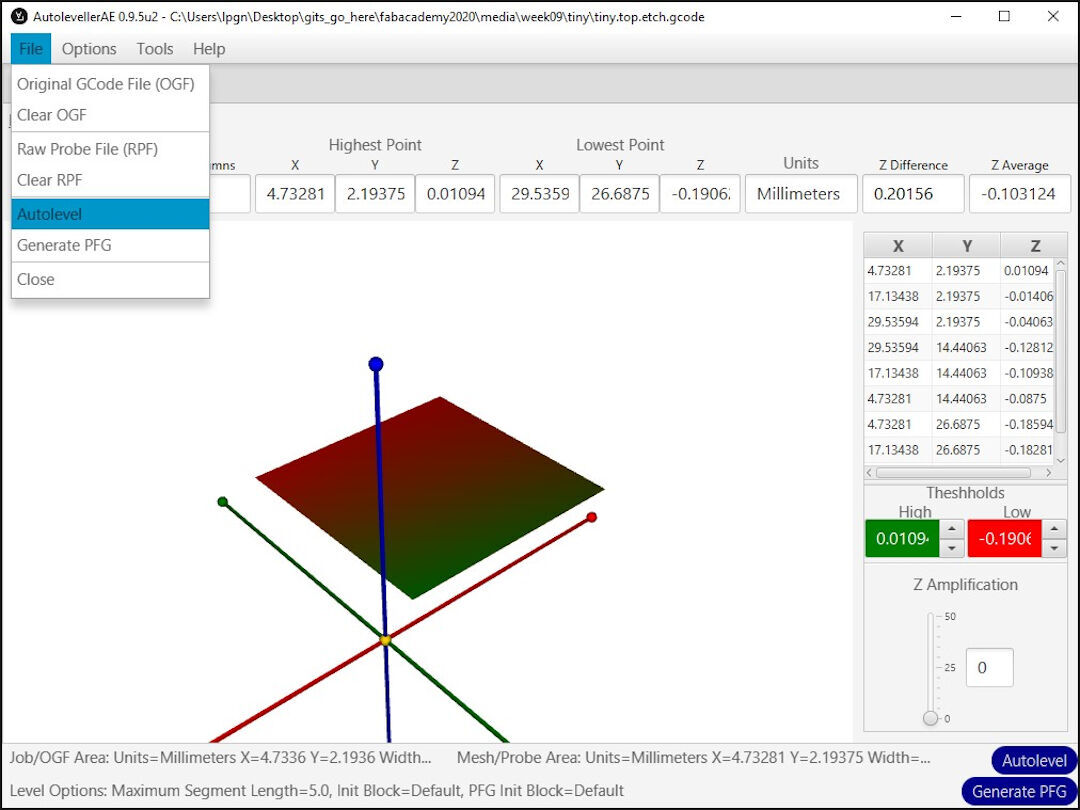 AutolevellerAE 0.9.5u2 - C:\Users\lpgn\Desktop\gits_go_here\fabacademy2020\media\week09\tiny\tiny.top.etch.gcode
File Options Tools Help
Original GCode File (OGF)
Clear OGF
Raw Probe File (RPF)
Clear RPF
Autolevel
Generate PFG
Close
Highest Point Lowest Point
mns X Y Z X Y Z Units Z Difference Z Average
4.73281 2.19375 0.01094 29.5359 26.6875 -0.1906 Millimeters 0.20156 -0.103124
X Y Z
4.73281 2.19375 0.01094
17.13438 2.19375 -0.01406
29.53594 2.19375 -0.04063
29.53594 14.44063 -0.12812
17.13438 14.44063 -0.10938
4.73281 14.44063 -0.0875
4.73281 26.6875 -0.18594
17.13438 26.6875 -0.18281
Theshholds
High Low
0.0109 -0.1906
Z Amplification
50
25
0
0
Job/OGF Area: Units=Millimeters X=4.7336 Y=2.1936 Width... Mesh/Probe Area: Units=Millimeters X=4.73281 Y=2.19375 Width=...
Autolevel
Level Options: Maximum Segment Length=5.0, Init Block=Default, PFG Init Block=Default
Generate PFG